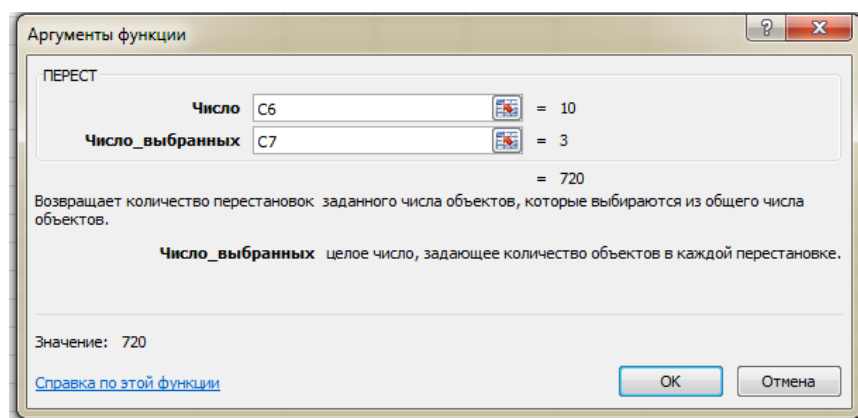 Аргументы функции
ПЕРЕСТ
Число C6 = 10
Число_выбранных C7 = 3
= 720
Возвращает количество перестановок заданного числа объектов, которые выбираются из общего числа
объектов.
Число_выбранных целое число, задающее количество объектов в каждой перестановке.
Значение: 720
Справка по этой функции ОК Отмена